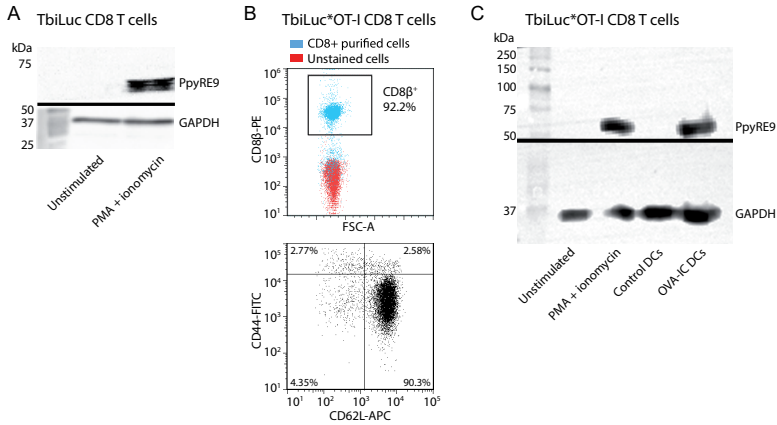 A
TbiLuc CD8 T cells
kDa
75
50
37
25
PpyRE9
GAPDH
Unstimulated
PMA + ionomycin
B
TbiLuc*OT-I CD8 T cells
CD8+ purified cells
Unstained cells
10⁶
10⁵
10⁴
10³
10²
10¹
CD8β-PE
CD8β⁺
92.2%
FSC-A
2.77%
2.58%
10⁵
10⁴
10³
10²
10¹
CD44-FITC
4.35%
90.3%
10¹ 10² 10³ 10⁴ 10⁵
CD62L-APC
C
TbiLuc*OT-I CD8 T cells
kDa
250
150
100
75
50
37
PpyRE9
GAPDH
Unstimulated
PMA + ionomycin
Control DCs
OVA-IC DCs